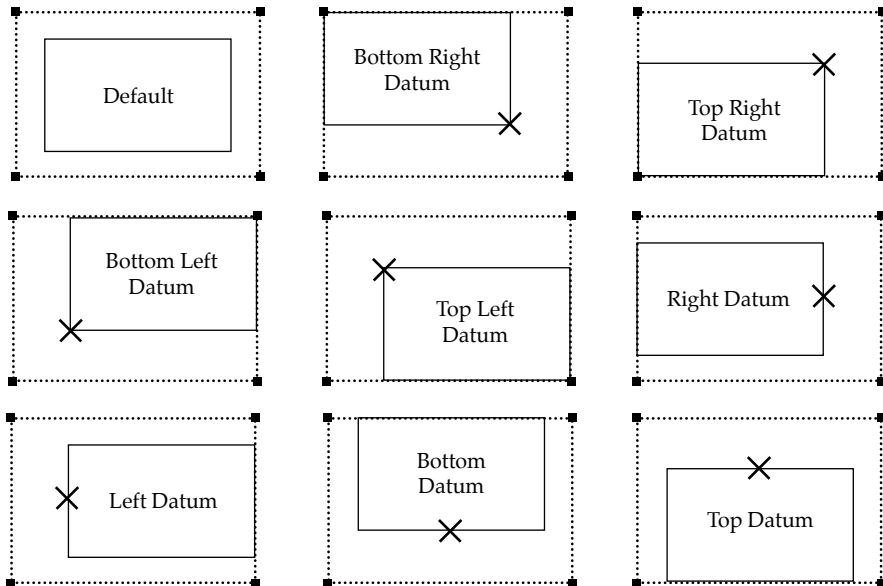 Default
Bottom Right
Datum
Top Right
Datum
Bottom Left
Datum
Top Left
Datum
Right Datum
Left Datum
Bottom
Datum
Top Datum